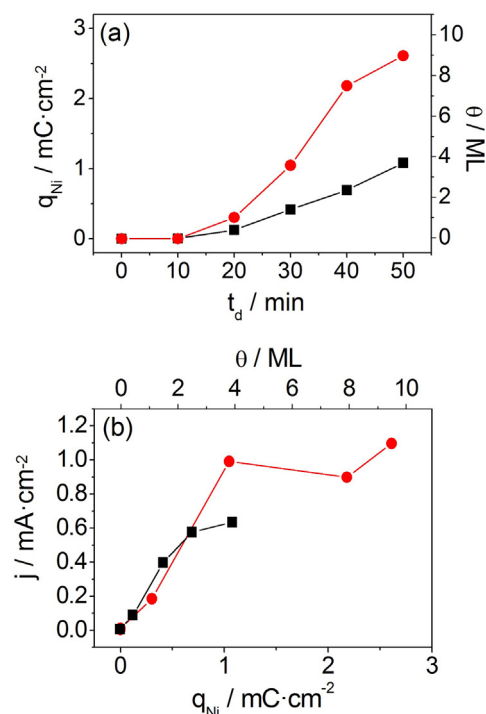 (a)
q_Ni / mC·cm⁻²
3
2
1
0
10
8
6
4
2
0
θ / ML
0 10 20 30 40 50
t_d / min
θ / ML
0 2 4 6 8 10
(b)
j / mA·cm⁻²
1.2
1.0
0.8
0.6
0.4
0.2
0.0
0 1 2 3
q_Ni / mC·cm⁻²